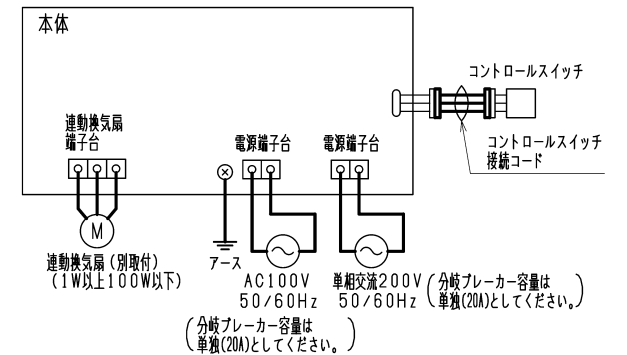 本体
コントロールスイッチ
コントロールスイッチ
接続コード
連動換気扇
端子台
電源端子台
電源端子台
M
連動換気扇（別取付）
（1W以上100W以下）
アース
AC100V
50/60Hz
単相交流200V
50/60Hz
（分岐ブレーカー容量は
単独(20A)としてください。）
（分岐ブレーカー容量は
単独(20A)としてください。）